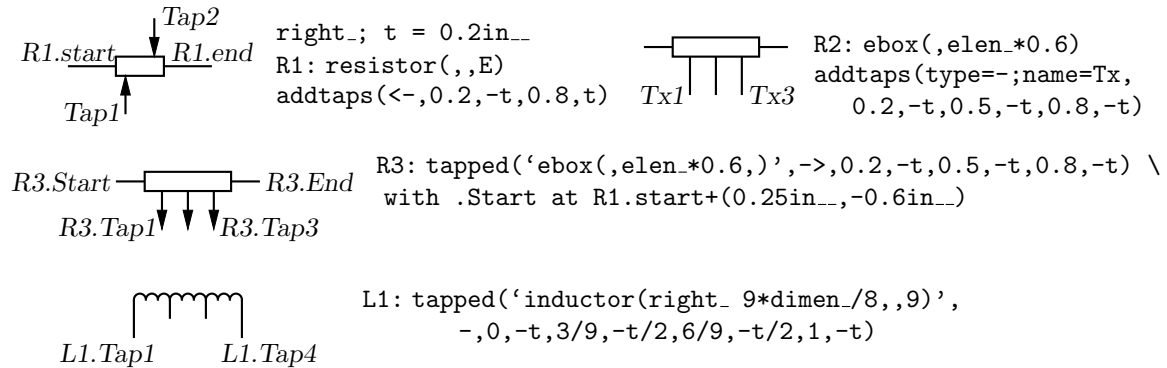 Tap2
R1.start
R1.end
Tap1
right_; t = 0.2in__
R1: resistor(,,E)
addtaps(<-,0.2,-t,0.8,t)
Tx1
Tx3
R2: ebox(,elen_*0.6)
addtaps(type=-;name=Tx,
0.2,-t,0.5,-t,0.8,-t)
R3.Start
R3.End
R3.Tap1
R3.Tap3
R3: tapped(‘ebox(,elen_*0.6,)’,->,0.2,-t,0.5,-t,0.8,-t) \
with .Start at R1.start+(0.25in__,-0.6in__)
L1.Tap1
L1.Tap4
L1: tapped(‘inductor(right_ 9*dimen_/8,,9)’,
-,0,-t,3/9,-t/2,6/9,-t/2,1,-t)